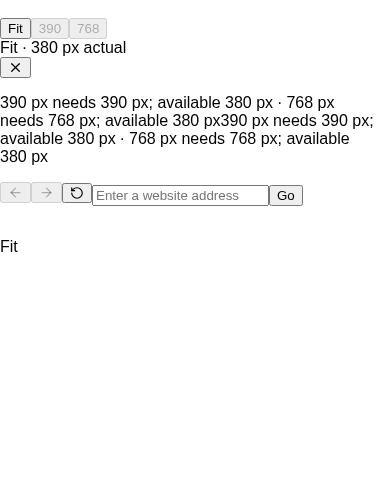 Fit 390 768
Fit · 380 px actual
✕
390 px needs 390 px; available 380 px · 768 px
needs 768 px; available 380 px390 px needs 390 px;
available 380 px · 768 px needs 768 px; available
380 px
Enter a website address Go
Fit